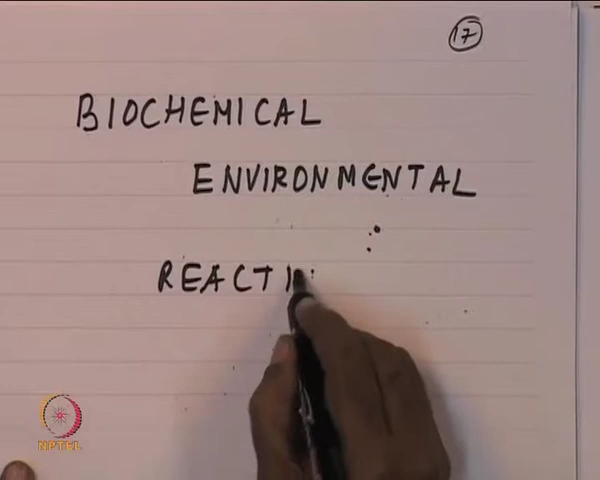 17
BIOCHEMICAL
ENVIRONMENTAL
REACTI
NPTEL